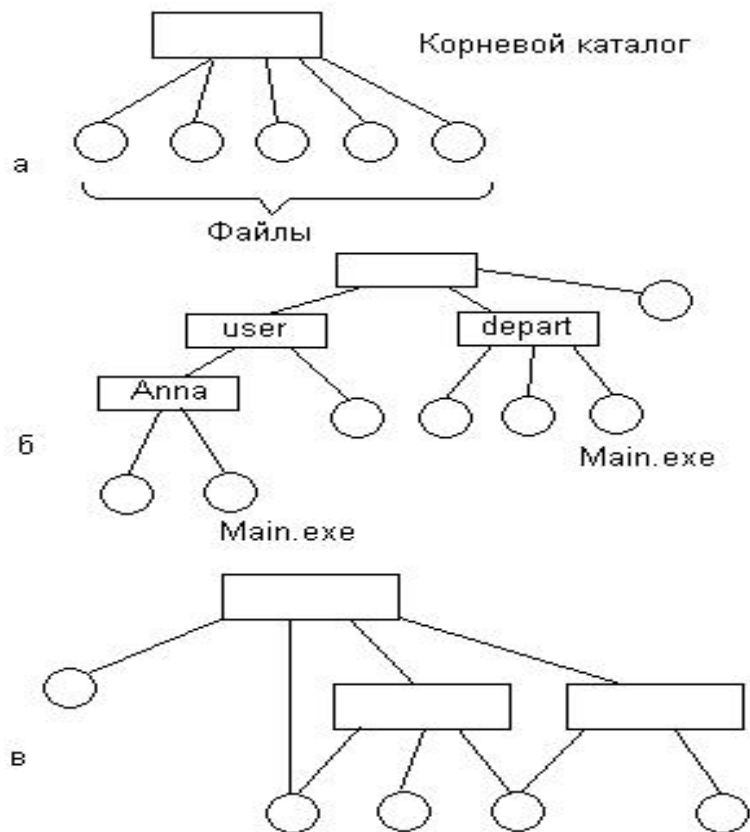 Корневой каталог
а
Файлы
user
depart
Anna
б
Main.exe
Main.exe
в